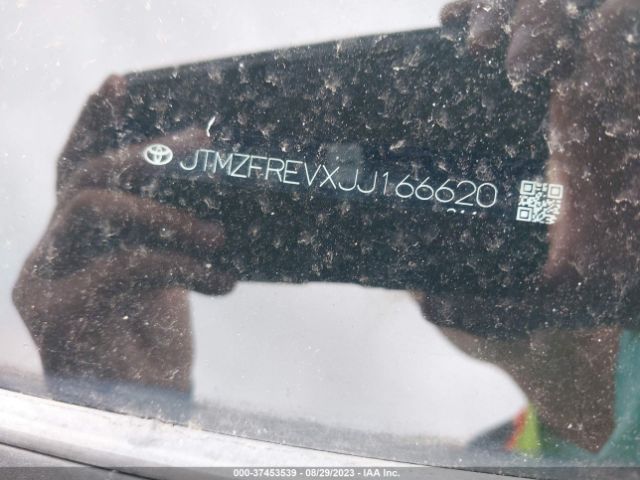 JTMZFREVXJJ166620
000-37453539 - 08/29/2023 - IAA Inc.